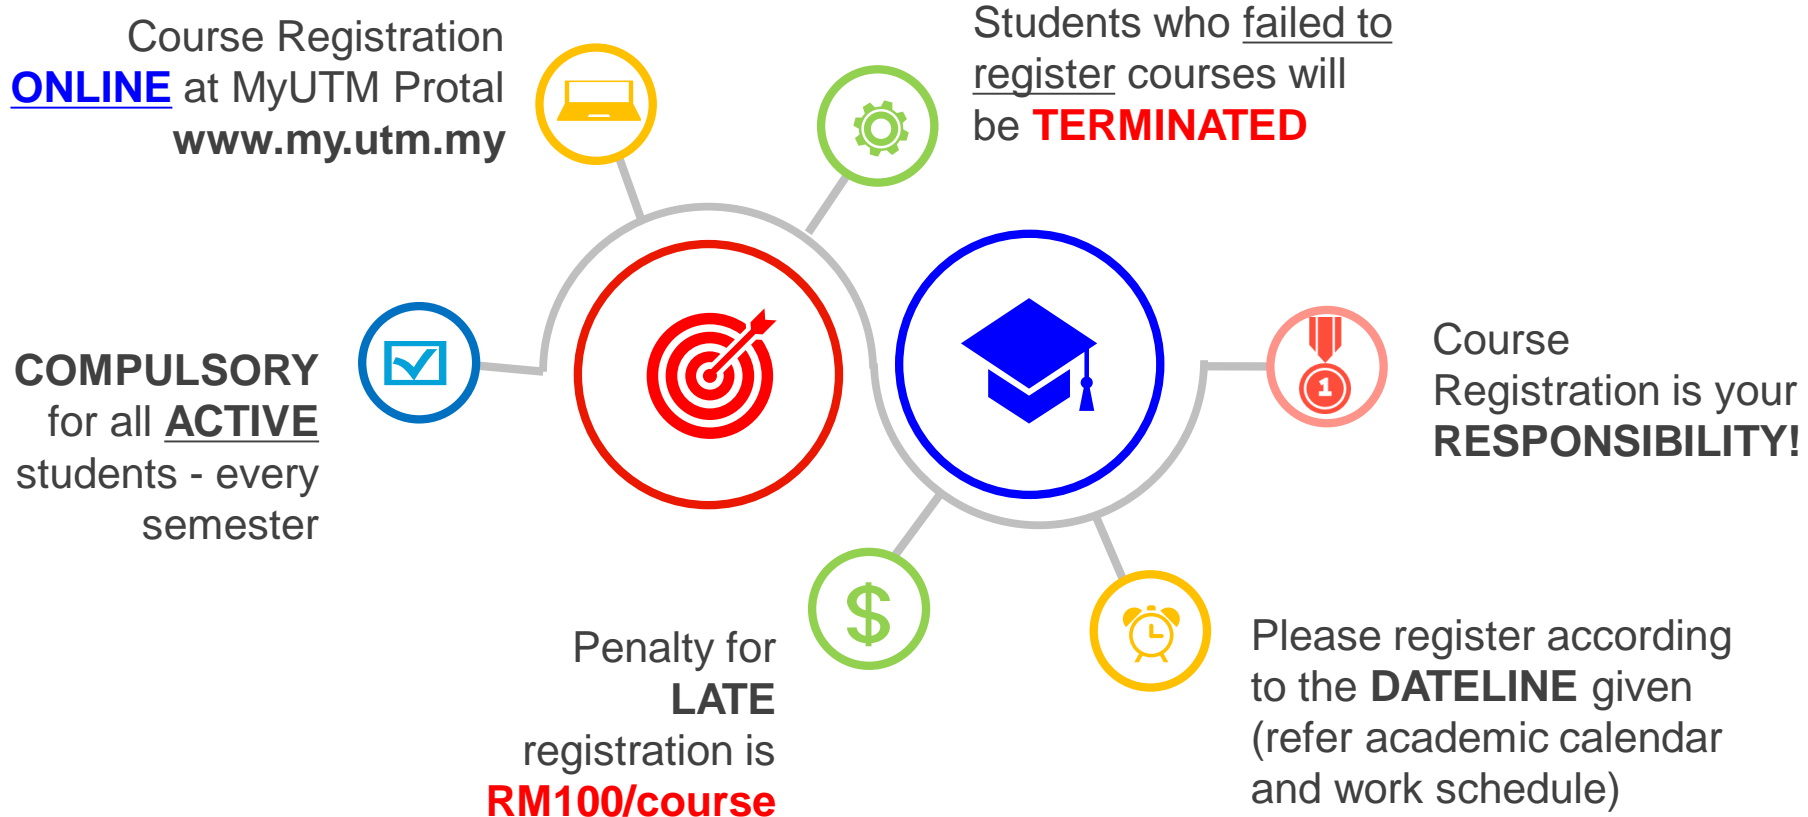 Course Registration
ONLINE at MyUTM Protal
www.my.utm.my
Students who failed to
register courses will
be TERMINATED
COMPULSORY
for all ACTIVE
students - every
semester
1
Course
Registration is your
RESPONSIBILITY!
$
Penalty for
LATE
registration is
RM100/course
Please register according
to the DATELINE given
(refer academic calendar
and work schedule)